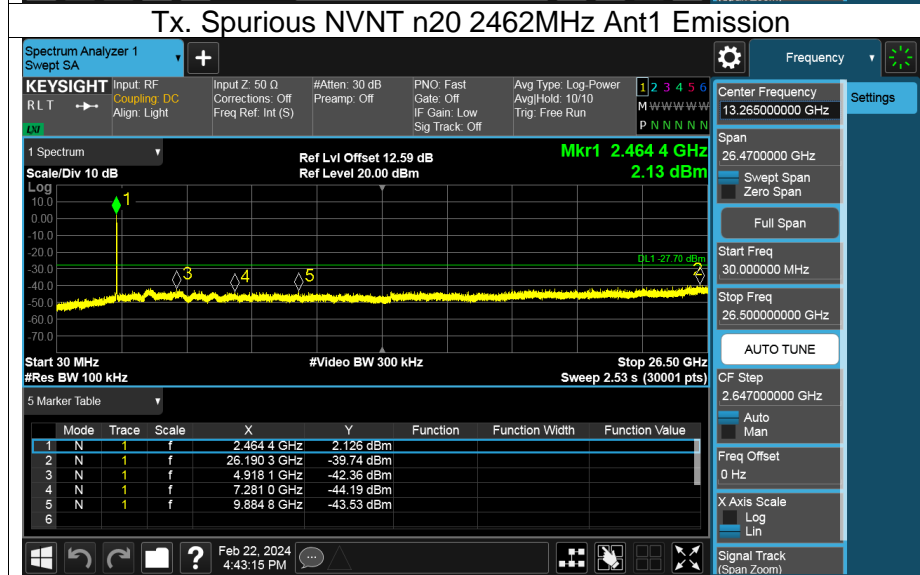 Tx. Spurious NVNT n20 2462MHz Ant1 Emission
Spectrum Analyzer 1
Swept SA
+
Frequency
KEYSIGHT
Input: RF
Input Z: 50 Ω
#Atten: 30 dB
PNO: Fast
Avg Type: Log-Power
1 2 3 4 5 6
R L T
Coupling: DC
Corrections: Off
Preamp: Off
Gate: Off
Avg|Hold: 10/10
M W W W W W
Align: Light
Freq Ref: Int (S)
IF Gain: Low
Trig: Free Run
LXI
Sig Track: Off
P N N N N N
1 Spectrum
Ref Lvl Offset 12.59 dB
Mkr1 2.464 4 GHz
Scale/Div 10 dB
Ref Level 20.00 dBm
2.13 dBm
Log
10.0
0.00
-10.0
-20.0
-30.0
-40.0
-50.0
-60.0
-70.0
1
3
4
5
2
DL1 -27.70 dBm
Start 30 MHz
#Video BW 300 kHz
Stop 26.50 GHz
#Res BW 100 kHz
Sweep 2.53 s (30001 pts)
5 Marker Table
Mode Trace Scale X Y Function Function Width Function Value
1 N 1 f 2.464 4 GHz 2.126 dBm
2 N 1 f 26.190 3 GHz -39.74 dBm
3 N 1 f 4.918 1 GHz -42.36 dBm
4 N 1 f 7.281 0 GHz -44.19 dBm
5 N 1 f 9.884 8 GHz -43.53 dBm
6
?
Feb 22, 2024
4:43:15 PM
Center Frequency
13.265000000 GHz
Settings
Span
26.4700000 GHz
Swept Span
Zero Span
Full Span
Start Freq
30.000000 MHz
Stop Freq
26.500000000 GHz
AUTO TUNE
CF Step
2.647000000 GHz
Auto
Man
Freq Offset
0 Hz
X Axis Scale
Log
Lin
Signal Track
(Span Zoom)